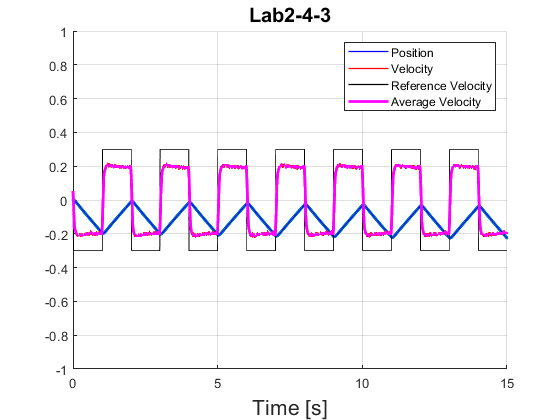 Lab2-4-3
Position
Velocity
Reference Velocity
Average Velocity
1
0.8
0.6
0.4
0.2
0
-0.2
-0.4
-0.6
-0.8
-1
0 5 10 15
Time [s]